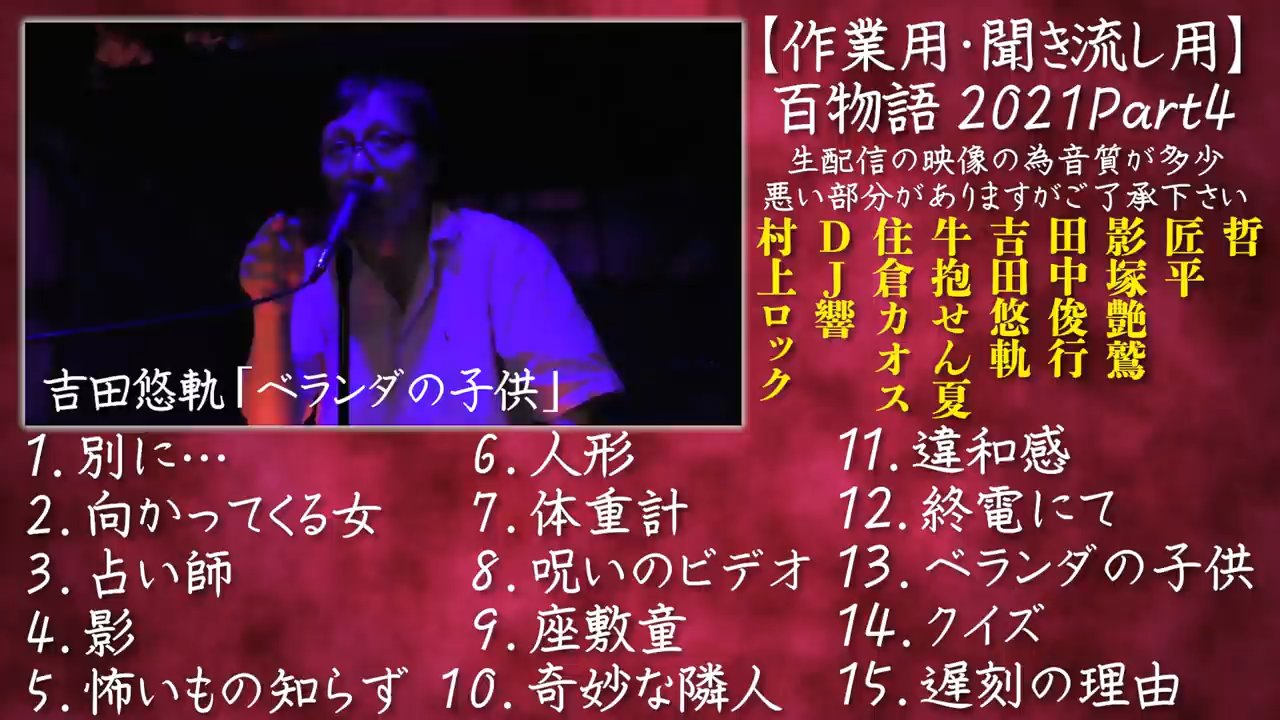 【作業用・聞き流し用】
百物語 2021Part4
生配信の映像の為音質が多少
悪い部分がありますがご了承下さい
哲
匠平
影塚艶鷲
田中俊行
吉田悠軌
牛抱せん夏
住倉カオス
DJ響
村上ロック
吉田悠軌「ベランダの子供」
1.別に…
2.向かってくる女
3.占い師
4.影
5.怖いもの知らず
6.人形
7.体重計
8.呪いのビデオ
9.座敷童
10.奇妙な隣人
11.違和感
12.終電にて
13.ベランダの子供
14.クイズ
15.遅刻の理由